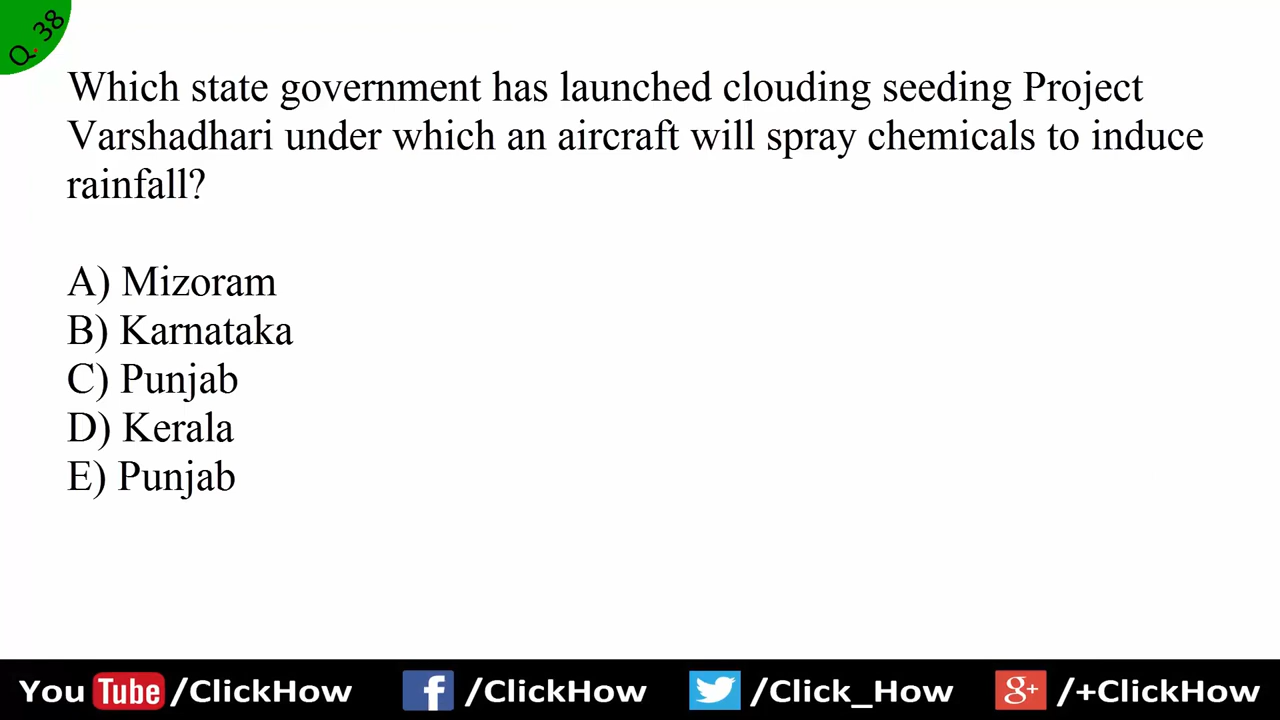 Q. 38
Which state government has launched clouding seeding Project
Varshadhari under which an aircraft will spray chemicals to induce
rainfall?
A) Mizoram
B) Karnataka
C) Punjab
D) Kerala
E) Punjab
You Tube /ClickHow f /ClickHow /Click_How g+ /+ClickHow